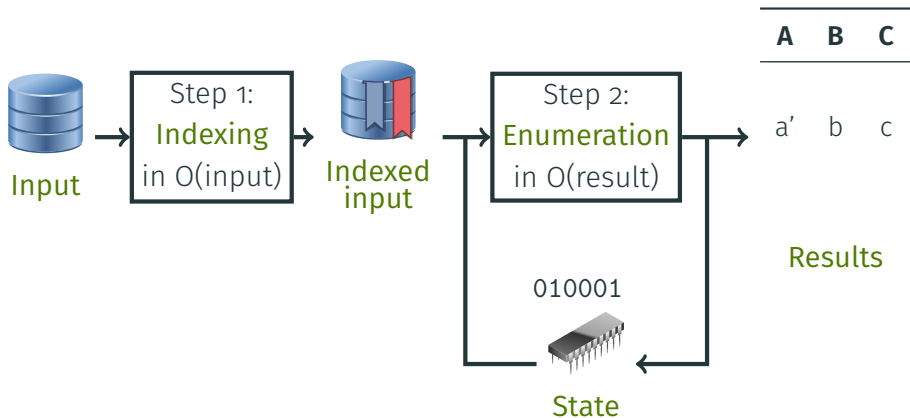 A B C
Step 1:
Indexing
in O(input)
Step 2:
Enumeration
in O(result)
a’ b c
Input
Indexed
input
Results
010001
State